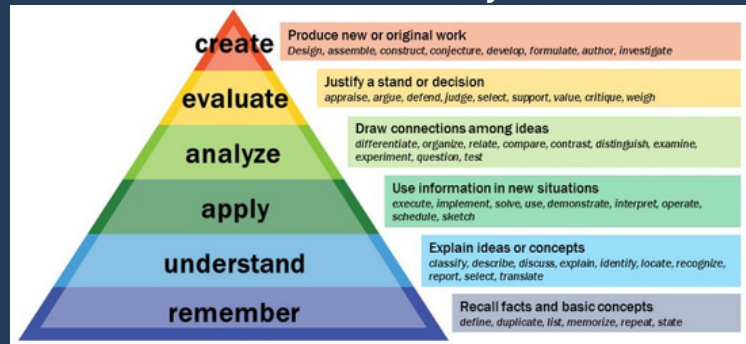 create
Produce new or original work
Design, assemble, construct, conjecture, develop, formulate, author, investigate
evaluate
Justify a stand or decision
appraise, argue, defend, judge, select, support, value, critique, weigh
analyze
Draw connections among ideas
differentiate, organize, relate, compare, contrast, distinguish, examine,
experiment, question, test
apply
Use information in new situations
execute, implement, solve, use, demonstrate, interpret, operate,
schedule, sketch
understand
Explain ideas or concepts
classify, describe, discuss, explain, identify, locate, recognize,
report, select, translate
remember
Recall facts and basic concepts
define, duplicate, list, memorize, repeat, state